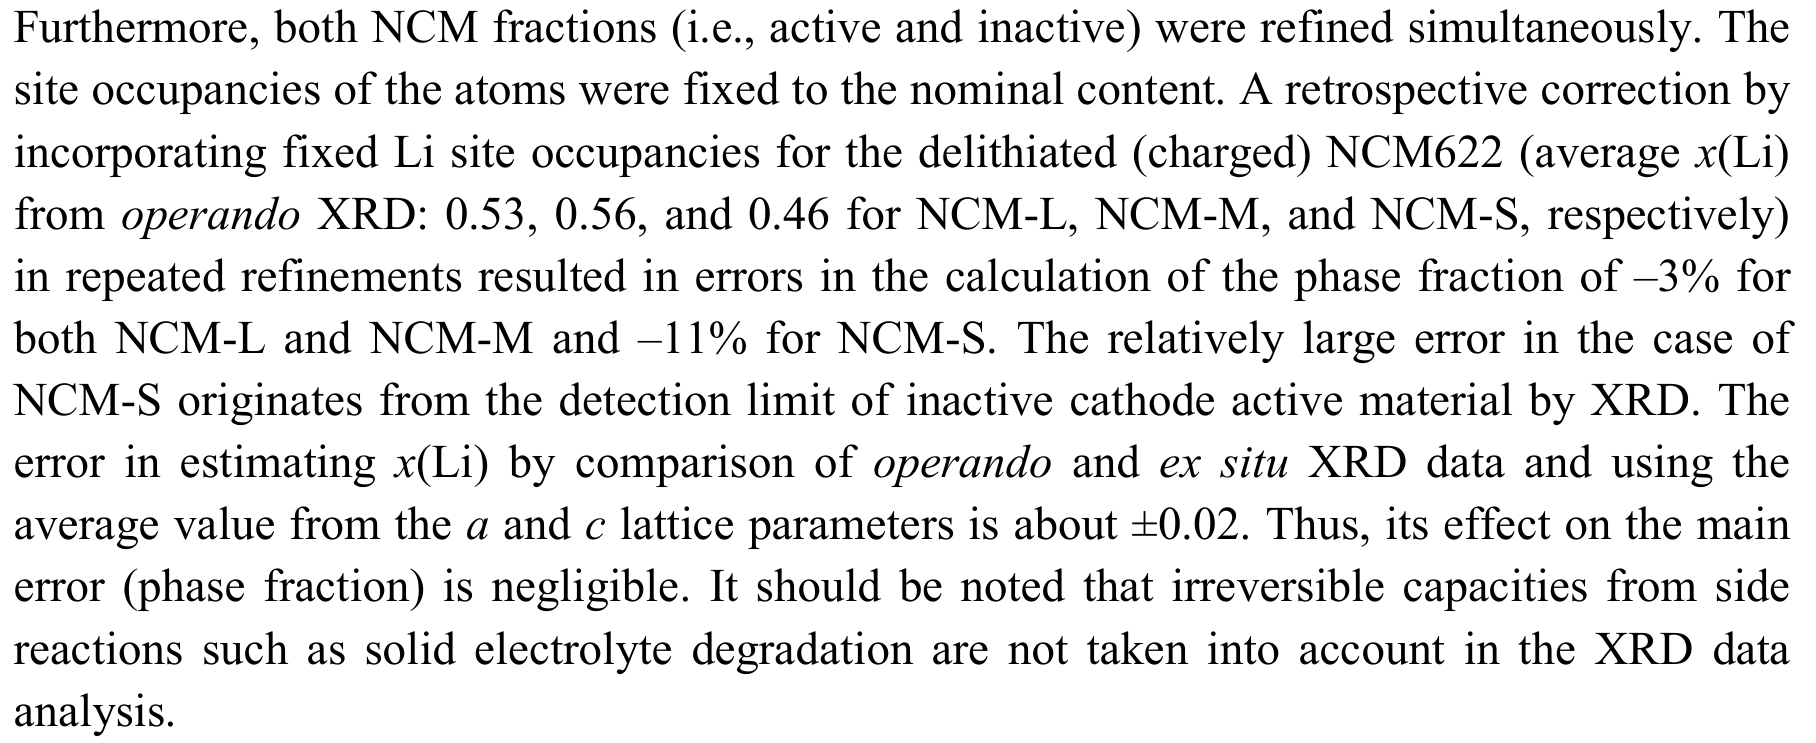 Furthermore, both NCM fractions (i.e., active and inactive) were refined simultaneously. The
site occupancies of the atoms were fixed to the nominal content. A retrospective correction by
incorporating fixed Li site occupancies for the delithiated (charged) NCM622 (average x(Li)
from operando XRD: 0.53, 0.56, and 0.46 for NCM-L, NCM-M, and NCM-S, respectively)
in repeated refinements resulted in errors in the calculation of the phase fraction of –3% for
both NCM-L and NCM-M and –11% for NCM-S. The relatively large error in the case of
NCM-S originates from the detection limit of inactive cathode active material by XRD. The
error in estimating x(Li) by comparison of operando and ex situ XRD data and using the
average value from the a and c lattice parameters is about ±0.02. Thus, its effect on the main
error (phase fraction) is negligible. It should be noted that irreversible capacities from side
reactions such as solid electrolyte degradation are not taken into account in the XRD data
analysis.